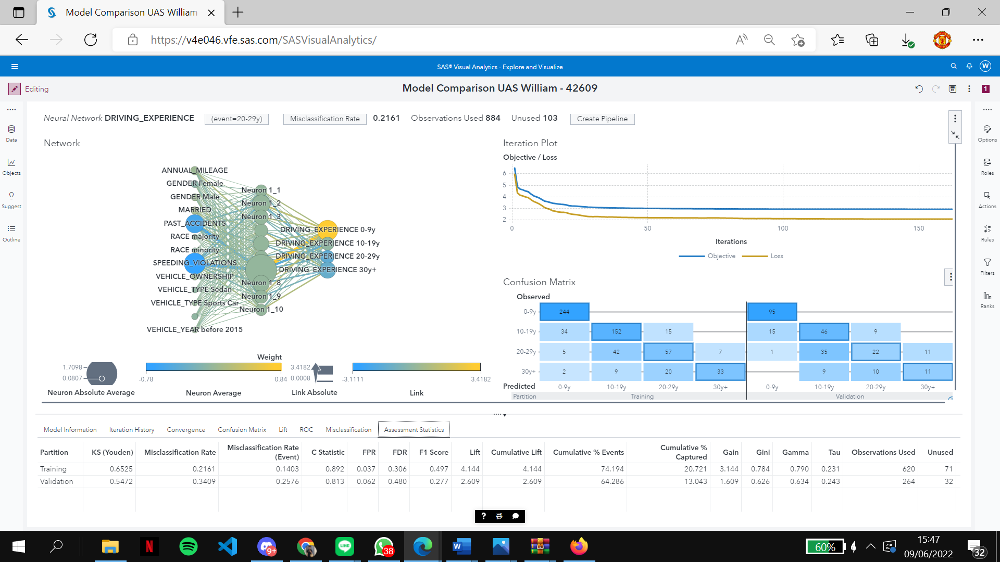 Model Comparison UAS William
https://v4e046.vfe.sas.com/SASVisualAnalytics/
SAS® Visual Analytics - Explore and Visualize
W
Editing
Model Comparison UAS William - 42609
1
Data
Objects
Suggest
Outline
Options
Roles
Actions
Rules
Filters
Ranks
Neural Network DRIVING_EXPERIENCE (event=20-29y) Misclassification Rate 0.2161 Observations Used 884 Unused 103 Create Pipeline
Network
ANNUAL_MILEAGE
GENDER Female
GENDER Male
MARRIED
PAST_ACCIDENTS
RACE majority
RACE minority
SPEEDING_VIOLATIONS
VEHICLE_OWNERSHIP
VEHICLE_TYPE Sedan
VEHICLE_TYPE Sports Car
VEHICLE_YEAR before 2015
Neuron 1_1
Neuron 1_2
Neuron 1_3
Neuron 1_8
Neuron 1_9
Neuron 1_10
DRIVING_EXPERIENCE 0-9y
DRIVING_EXPERIENCE 10-19y
DRIVING_EXPERIENCE 20-29y
DRIVING_EXPERIENCE 30y+
Weight
1.7098
0.0807
-0.78 0.84
3.4182
0.0008
-3.1111 3.4182
Neuron Absolute Average Neuron Average Link Absolute Link
Iteration Plot
Objective / Loss
6
5
4
3
2
0 50 100 150
Iterations
Objective Loss
Confusion Matrix
Observed
0-9y 244 95
10-19y 34 152 15 15 46 9
20-29y 5 42 57 7 1 35 22 11
30y+ 2 9 20 33 9 10 11
Predicted 0-9y 10-19y 20-29y 30y+ 0-9y 10-19y 20-29y 30y+
Partition Training Validation
Model Information Iteration History Convergence Confusion Matrix Lift ROC Misclassification Assessment Statistics
Partition KS (Youden) Misclassification Rate Misclassification Rate (Event) C Statistic FPR FDR F1 Score Lift Cumulative Lift Cumulative % Events Cumulative % Captured Gain Gini Gamma Tau Observations Used Unused
Training 0.6525 0.2161 0.1403 0.892 0.037 0.306 0.497 4.144 4.144 74.194 20.721 3.144 0.784 0.790 0.231 620 71
Validation 0.5472 0.3409 0.2576 0.813 0.062 0.480 0.277 2.609 2.609 64.286 13.043 1.609 0.626 0.634 0.243 264 32
?
N
9+
LINE
38
W
60%
15:47
09/06/2022
32